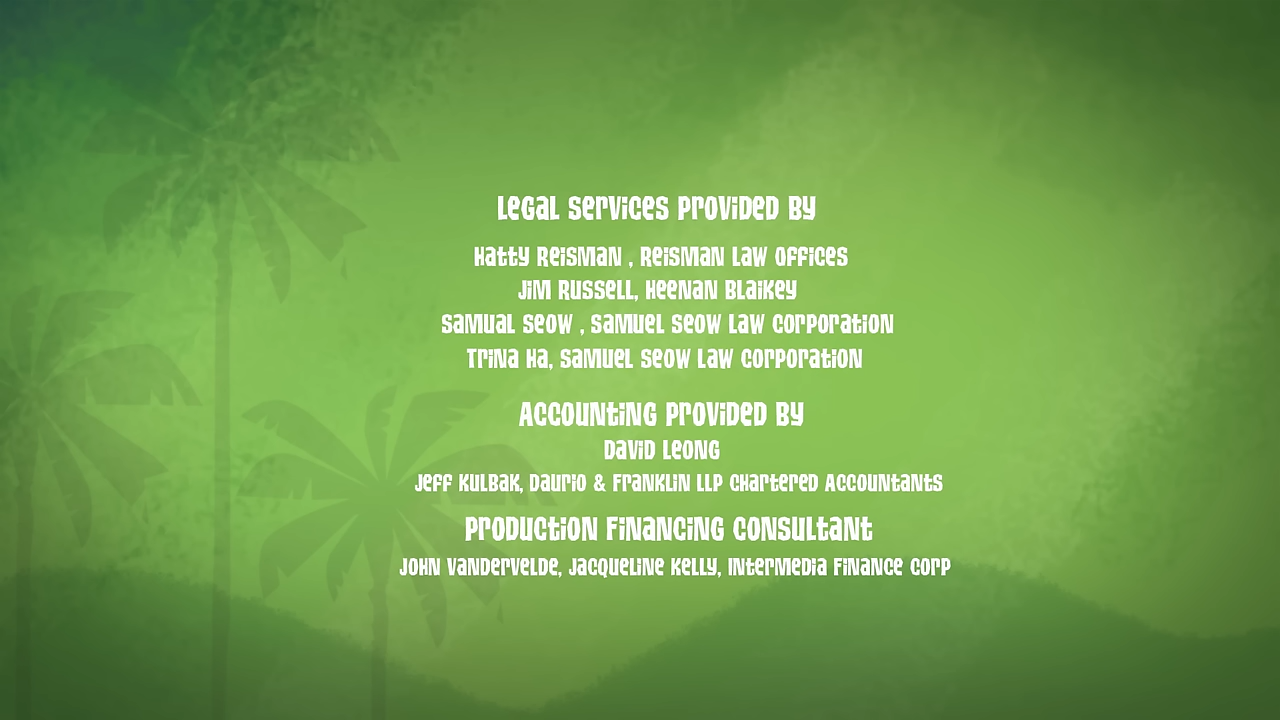 Legal Services Provided By
Hatty Reisman , Reisman Law Offices
Jim Russell, Heenan Blaikey
Samual Seow , Samuel Seow Law Corporation
Trina Ha, Samuel Seow Law Corporation
Accounting Provided By
David Leong
Jeff Kulbak, Daurio & Franklin LLP Chartered Accountants
Production Financing Consultant
John Vandervelde, Jacqueline Kelly, Intermedia Finance Corp